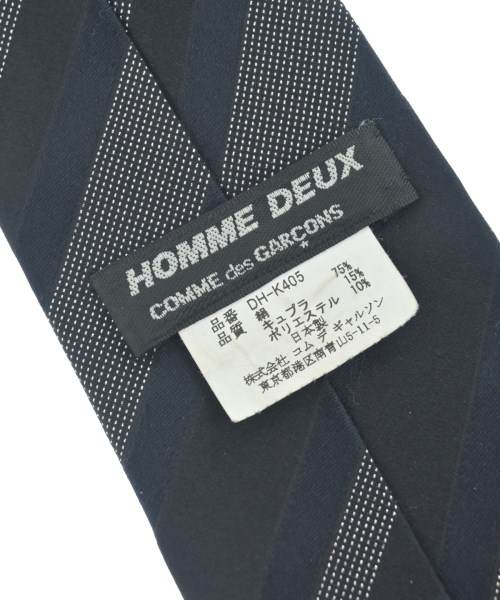 HOMME DEUX
COMME des GARÇONS
品番 DH-K405
品質 絹 75%
キュプラ 15%
ポリエステル 10%
日本製
株式会社 コム デ ギャルソン
東京都港区南青山5-11-5